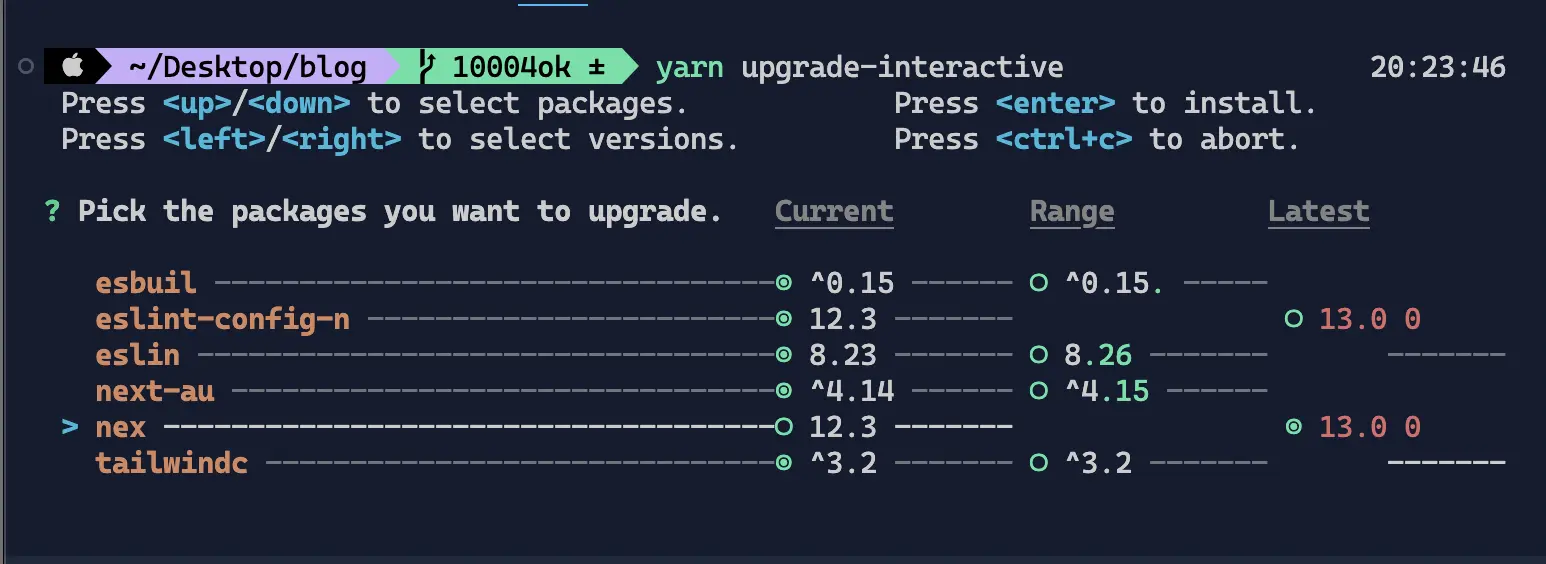 ~/Desktop/blog 10004ok ± yarn upgrade-interactive 20:23:46
Press <up>/<down> to select packages. Press <enter> to install.
Press <left>/<right> to select versions. Press <ctrl+c> to abort.
? Pick the packages you want to upgrade. Current Range Latest
esbuil ◉ ^0.15 ○ ^0.15.
eslint-config-n ◉ 12.3 ○ 13.0 0
eslin ◉ 8.23 ○ 8.26
next-au ◉ ^4.14 ○ ^4.15
> nex ○ 12.3 ◉ 13.0 0
tailwindc ◉ ^3.2 ○ ^3.2